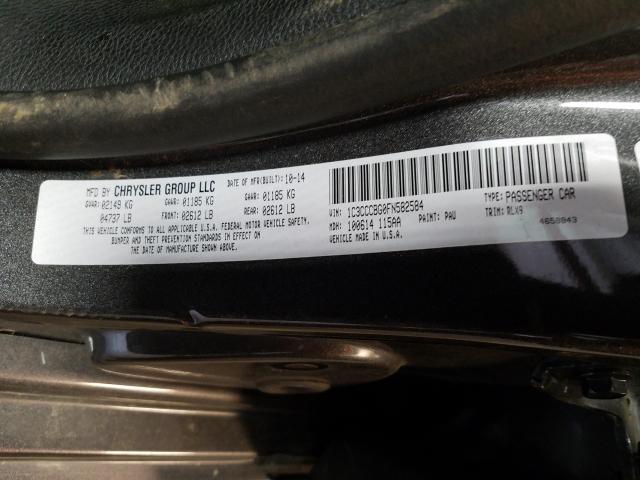 MFD BY CHRYSLER GROUP LLC DATE OF MFR(BUILT): 10-14
GVWR: 02149 KG GAWR: 01185 KG GAWR: 01185 KG
04737 LB FRONT: 02612 LB REAR: 02612 LB
THIS VEHICLE CONFORMS TO ALL APPLICABLE U.S.A. FEDERAL MOTOR VEHICLE SAFETY,
BUMPER AND THEFT PREVENTION STANDARDS IN EFFECT ON
THE DATE OF MANUFACTURE SHOWN ABOVE.
VIN: 1C3CCCBG0FN582504 TYPE: PASSENGER CAR
MDH: 100614 115AA PAINT: PAU TRIM: RLX9
VEHICLE MADE IN U.S.A. 4658943